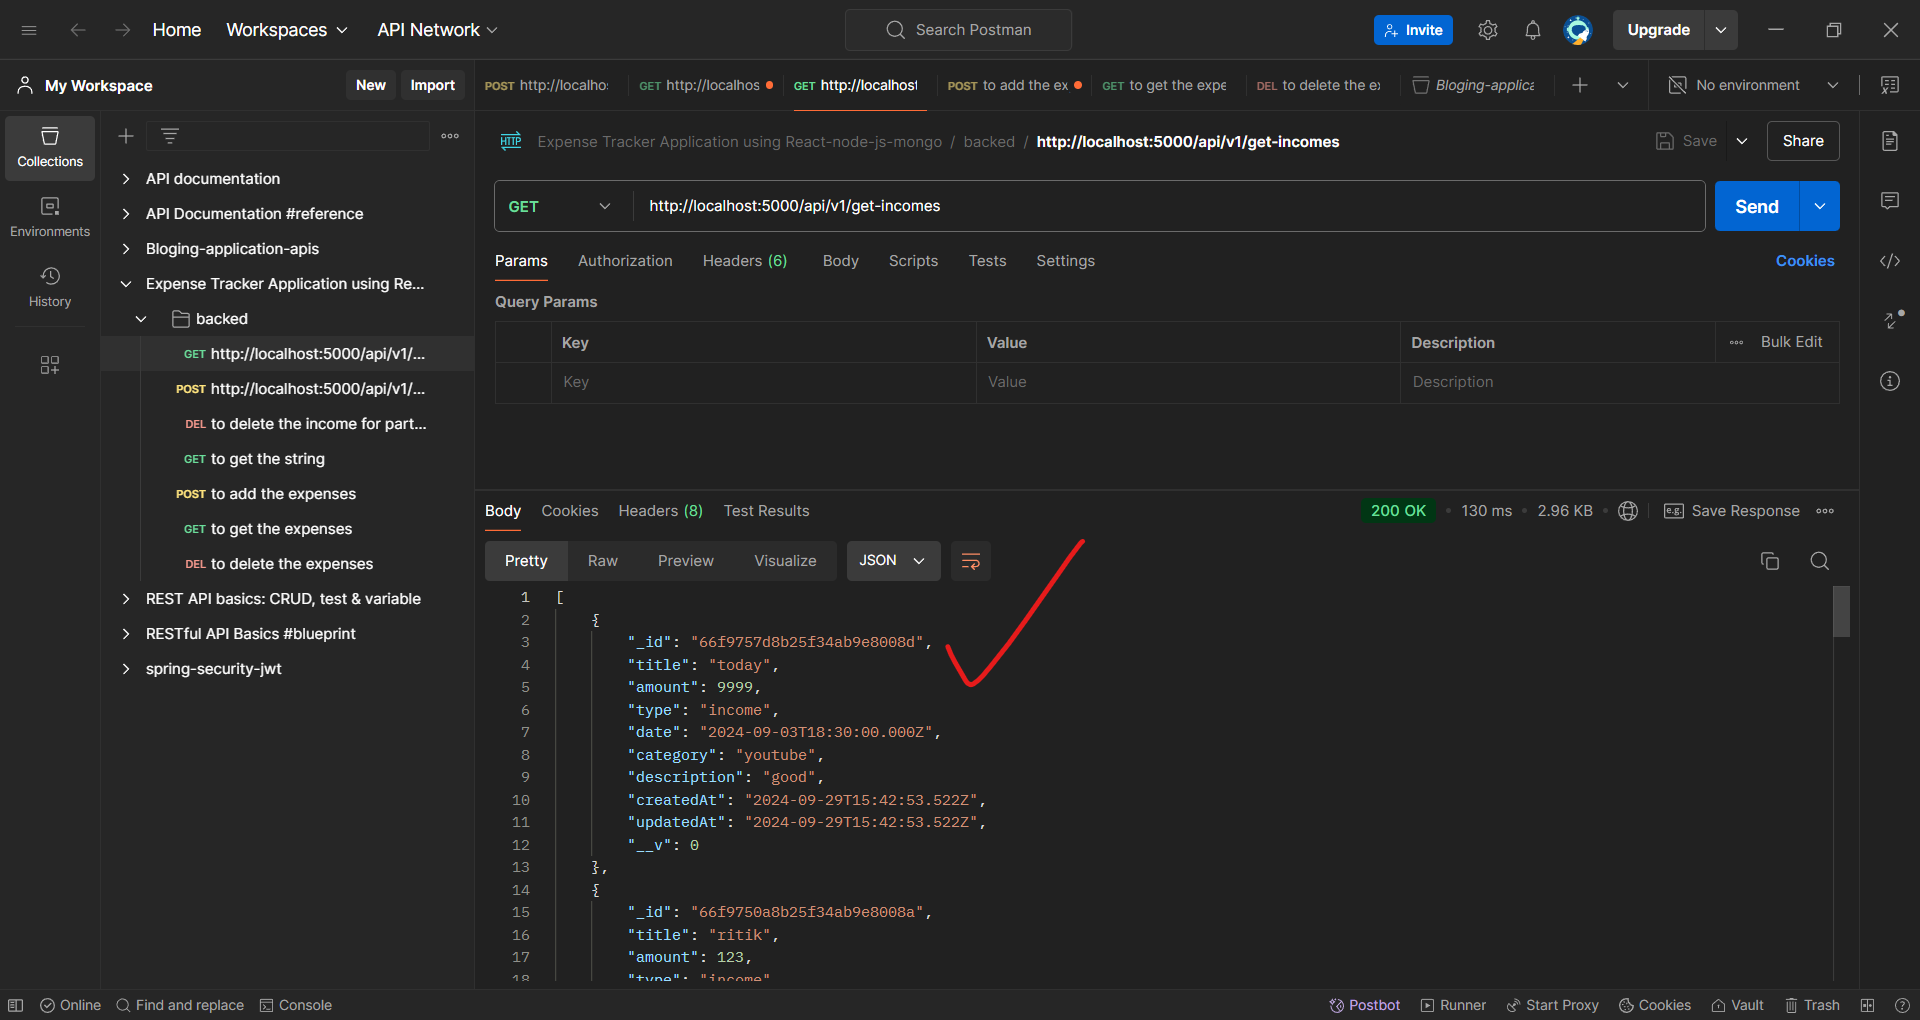 Home Workspaces API Network Search Postman Invite Upgrade
My Workspace New Import POST http://localho GET http://localhos GET http://localhost POST to add the ex GET to get the expe DEL to delete the ex Bloging-applica No environment
Collections
Environments
History
API documentation
API Documentation #reference
Bloging-application-apis
Expense Tracker Application using Re...
backed
GET http://localhost:5000/api/v1/...
POST http://localhost:5000/api/v1/...
DEL to delete the income for part...
GET to get the string
POST to add the expenses
GET to get the expenses
DEL to delete the expenses
REST API basics: CRUD, test & variable
RESTful API Basics #blueprint
spring-security-jwt
HTTP Expense Tracker Application using React-node-js-mongo / backed / http://localhost:5000/api/v1/get-incomes Save Share
GET http://localhost:5000/api/v1/get-incomes Send
Params Authorization Headers (6) Body Scripts Tests Settings Cookies
Query Params
Key Value Description Bulk Edit
Key Value Description
Body Cookies Headers (8) Test Results 200 OK 130 ms 2.96 KB e.g. Save Response
Pretty Raw Preview Visualize JSON
1 [
2 {
3 "_id": "66f9757d8b25f34ab9e8008d",
4 "title": "today",
5 "amount": 9999,
6 "type": "income",
7 "date": "2024-09-03T18:30:00.000Z",
8 "category": "youtube",
9 "description": "good",
10 "createdAt": "2024-09-29T15:42:53.522Z",
11 "updatedAt": "2024-09-29T15:42:53.522Z",
12 "__v": 0
13 },
14 {
15 "_id": "66f9750a8b25f34ab9e8008a",
16 "title": "ritik",
17 "amount": 123,
18 "type": "income"
Online Find and replace Console Postbot Runner Start Proxy Cookies Vault Trash